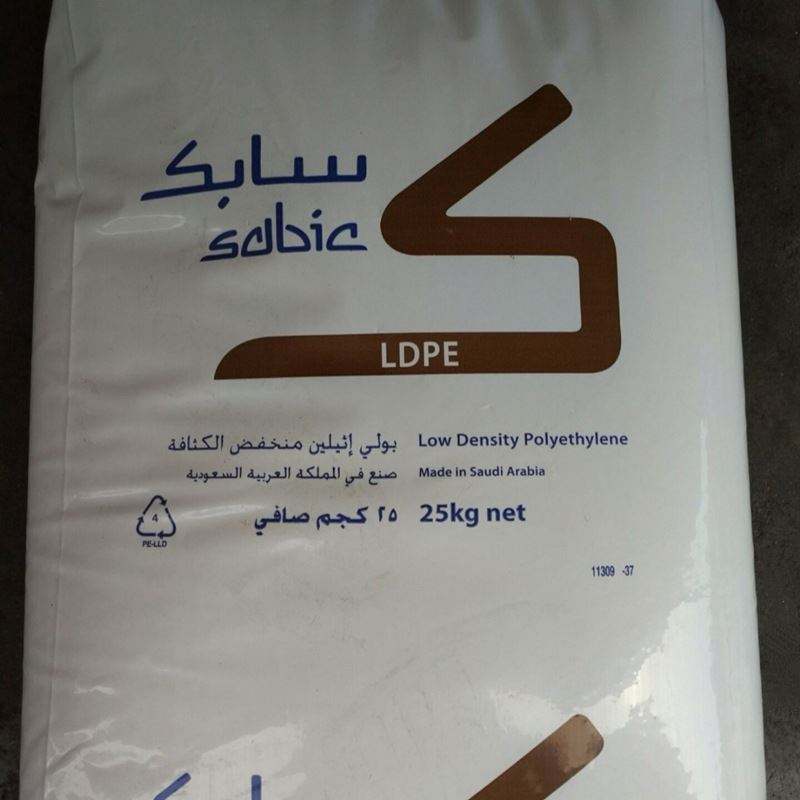 سابك
sabic
LDPE
بولي إثيلين منخفض الكثافة Low Density Polyethylene
صنع في المملكة العربية السعودية Made in Saudi Arabia
٢٥ كجم صافي 25kg net
4
PE-LLD
11309 -37